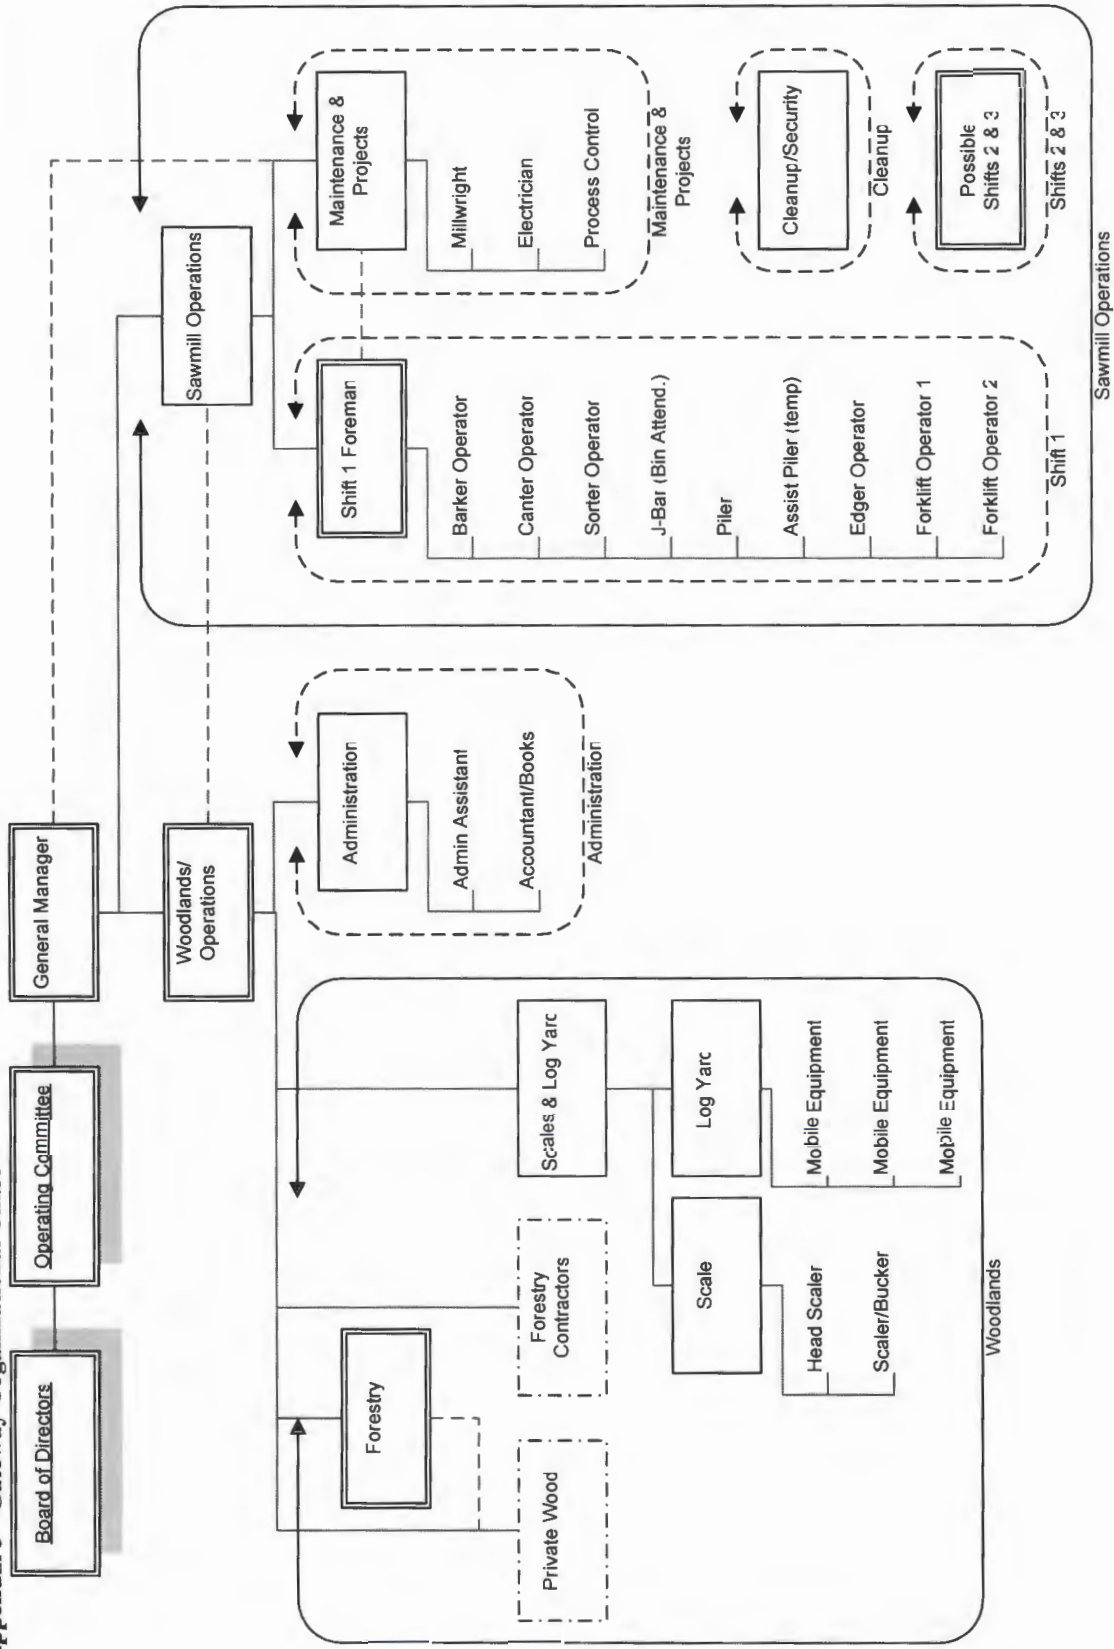 Board of Directors
Operating Committee
General Manager
Woodlands/
Operations
Sawmill Operations
Forestry
Private Wood
Forestry
Contractors
Scales & Log Yard
Scale
Head Scaler
Scaler/Bucker
Log Yard
Mobile Equipment
Mobile Equipment
Mobile Equipment
Woodlands
Administration
Admin Assistant
Accountant/Books
Administration
Shift 1 Foreman
Barker Operator
Canter Operator
Sorter Operator
J-Bar (Bin Attend.)
Piler
Assist Piler (temp)
Edger Operator
Forklift Operator 1
Forklift Operator 2
Shift 1
Maintenance &
Projects
Millwright
Electrician
Process Control
Maintenance &
Projects
Cleanup/Security
Cleanup
Possible
Shifts 2 & 3
Shifts 2 & 3
Sawmill Operations